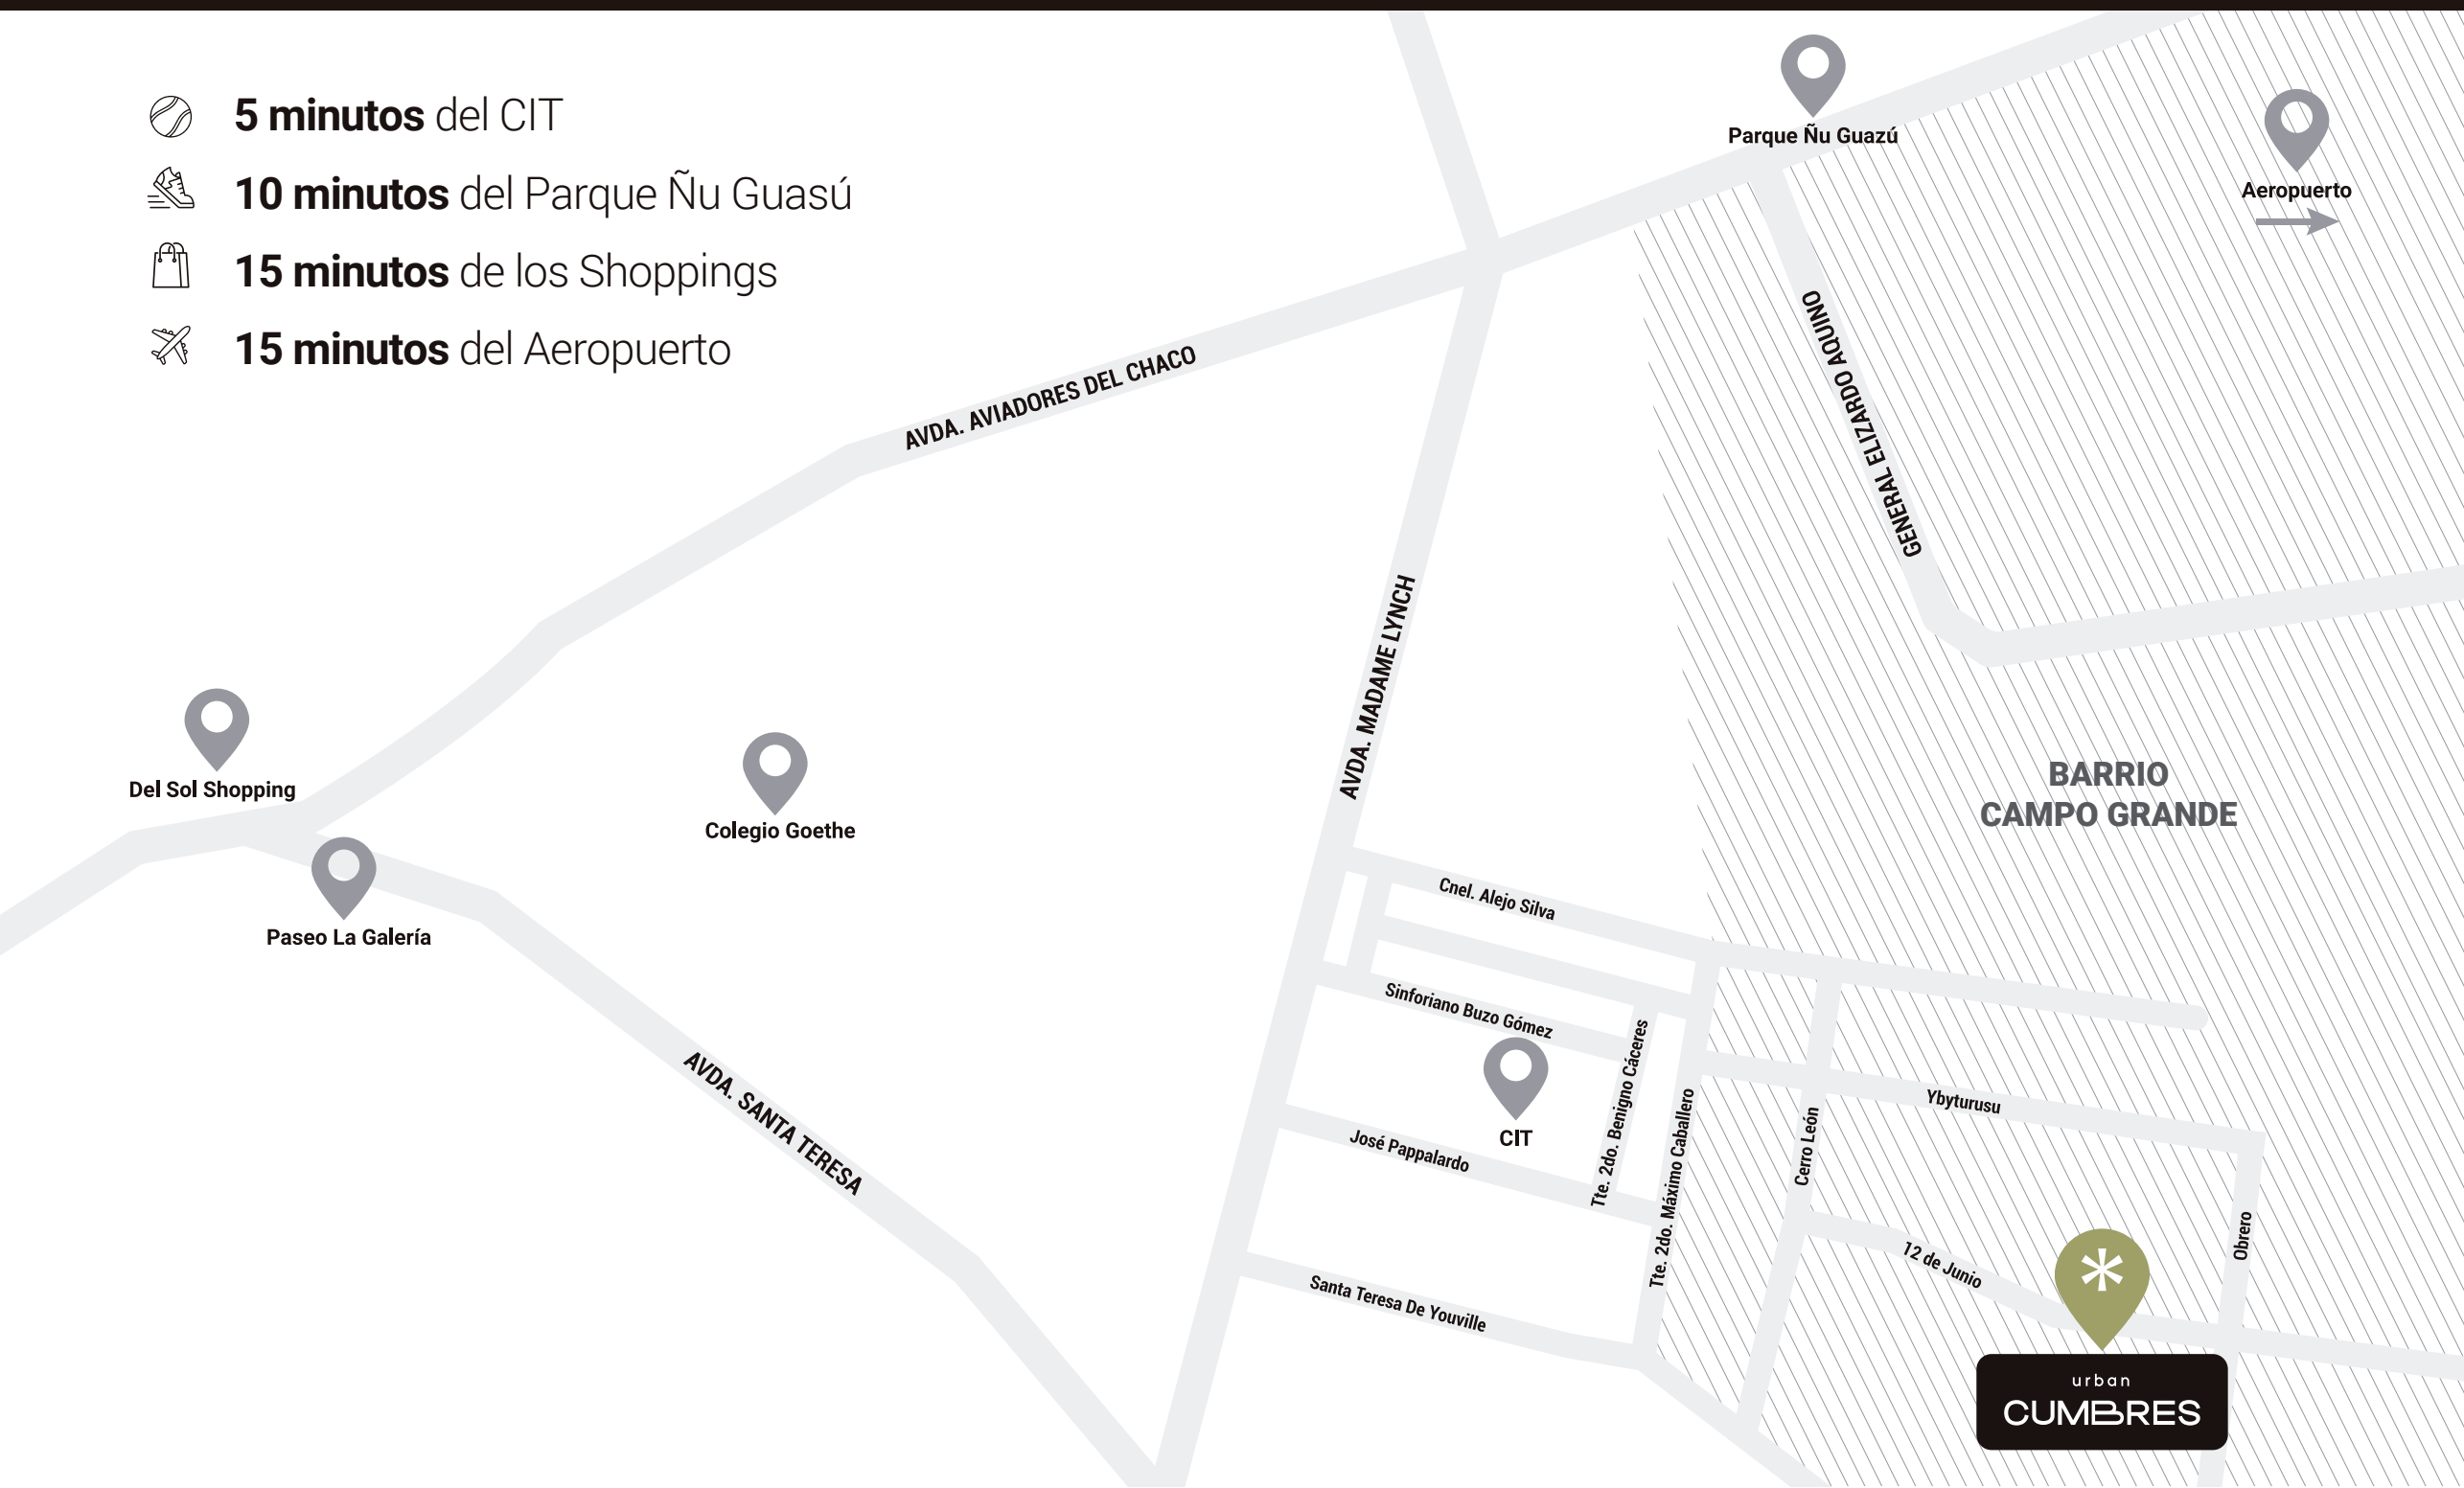 5 minutos del CIT
10 minutos del Parque Ñu Guasú
15 minutos de los Shoppings
15 minutos del Aeropuerto
Parque Ñu Guazú
Aeropuerto
GENERAL ELIZARDO AQUINO
AVDA. AVIADORES DEL CHACO
AVDA. MADAME LYNCH
Del Sol Shopping
Colegio Goethe
Paseo La Galería
BARRIO
CAMPO GRANDE
Cnel. Alejo Silva
Sinforiano Buzo Gómez
AVDA. SANTA TERESA
CIT
José Pappalardo
Tte. 2do. Benigno Cáceres
Tte. 2do. Máximo Caballero
Cerro León
Ybyturusu
12 de Junio
Obrero
Santa Teresa De Youville
urban
CUMBRES